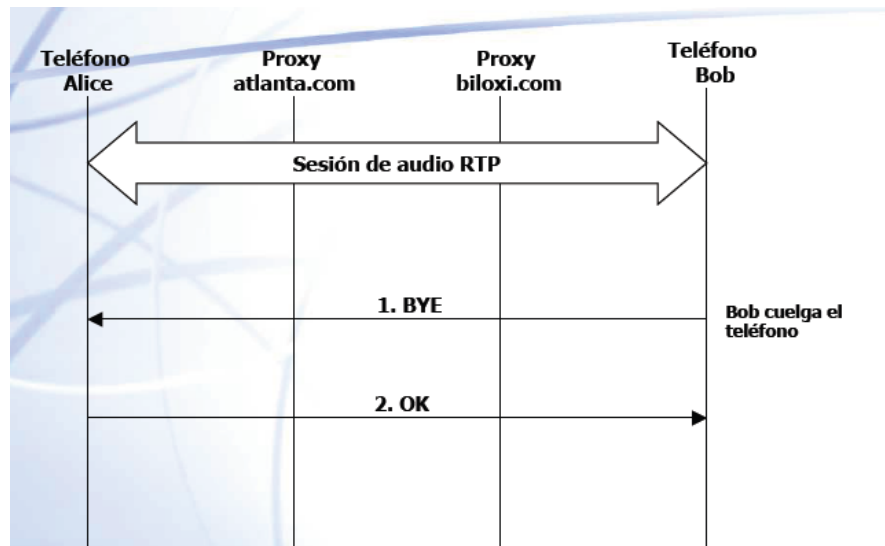 Teléfono
Alice
Proxy
atlanta.com
Proxy
biloxi.com
Teléfono
Bob
Sesión de audio RTP
1. BYE
Bob cuelga el
teléfono
2. OK